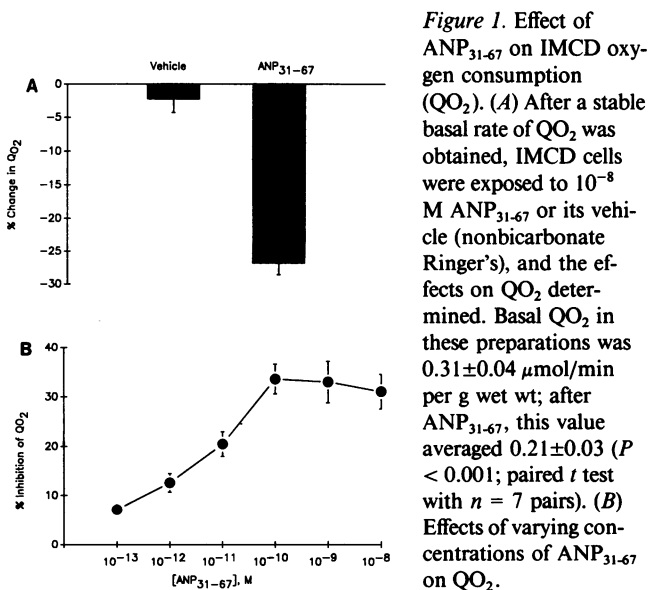 Vehicle ANP31-67
A
0
-5
-10
-15
-20
-25
-30
% Change in QO2
B
40
30
20
10
0
% Inhibition of QO2
10-13 10-12 10-11 10-10 10-9 10-8
[ANP31-67], M
Figure 1. Effect of
ANP31-67 on IMCD oxy-
gen consumption
(QO2). (A) After a stable
basal rate of QO2 was
obtained, IMCD cells
were exposed to 10−8
M ANP31-67 or its vehi-
cle (nonbicarbonate
Ringer's), and the ef-
fects on QO2 deter-
mined. Basal QO2 in
these preparations was
0.31±0.04 μmol/min
per g wet wt; after
ANP31-67, this value
averaged 0.21±0.03 (P
< 0.001; paired t test
with n = 7 pairs). (B)
Effects of varying con-
centrations of ANP31-67
on QO2.